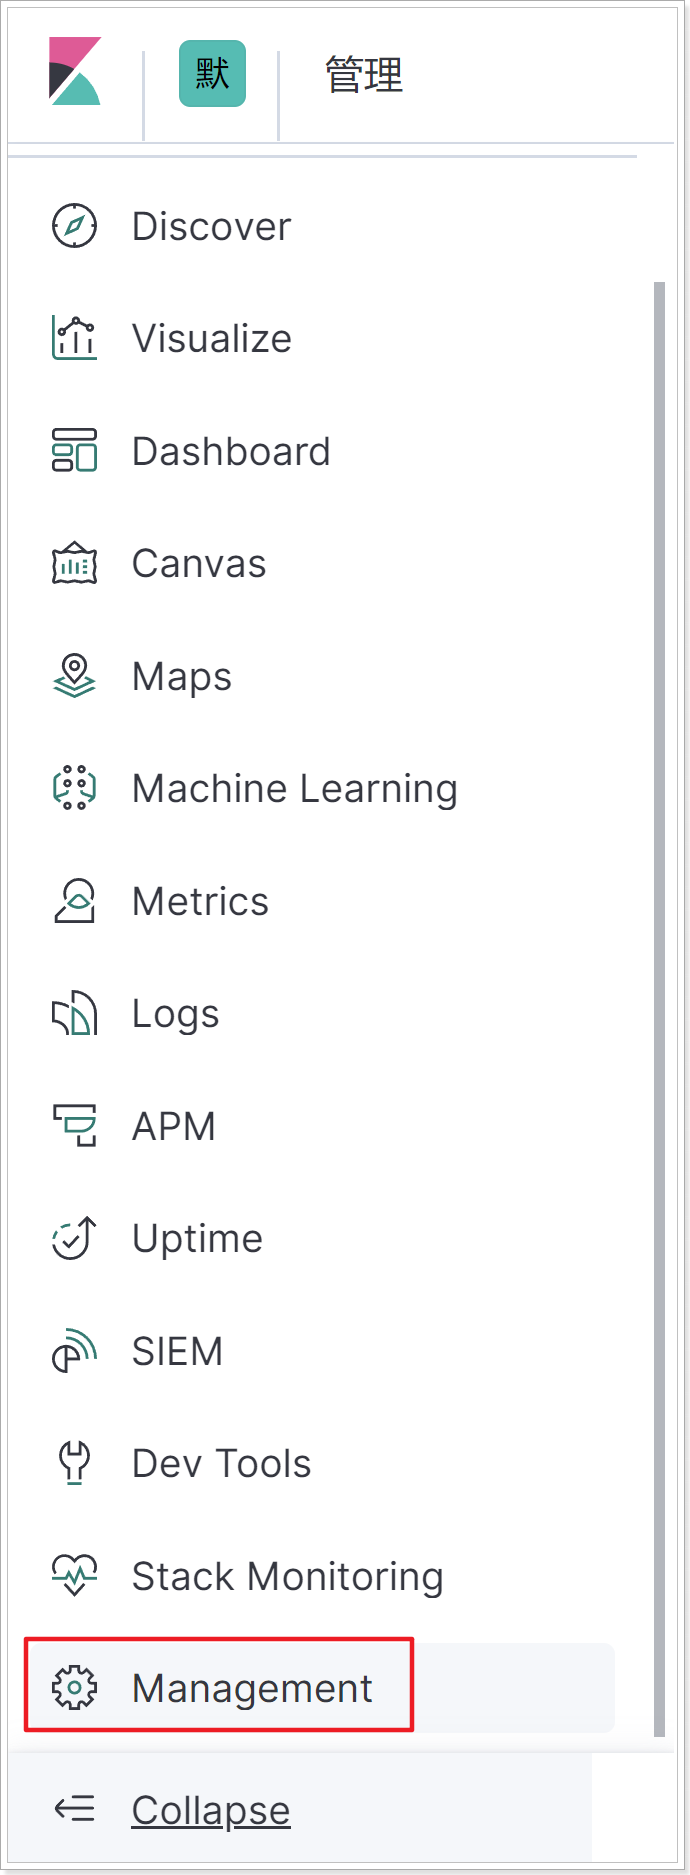 默 管理
Discover
Visualize
Dashboard
Canvas
Maps
Machine Learning
Metrics
Logs
APM
Uptime
SIEM
Dev Tools
Stack Monitoring
Management
Collapse